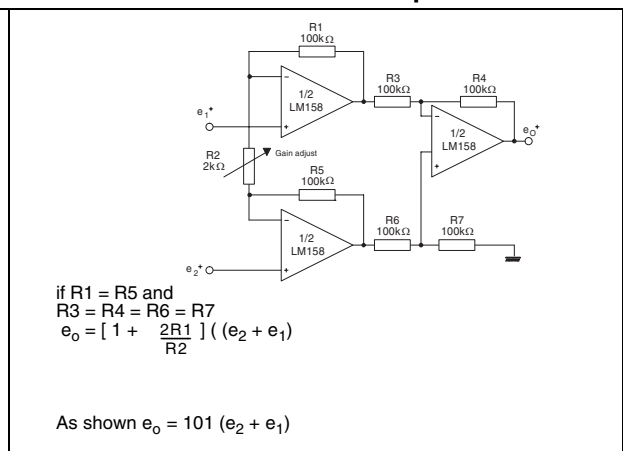 R1
100kΩ
R3
100kΩ
R4
100kΩ
1/2
LM158
e1+
eO+
1/2
LM158
R2
2kΩ
Gain adjust
R5
100kΩ
R6
100kΩ
R7
100kΩ
1/2
LM158
e2+
if R1 = R5 and
R3 = R4 = R6 = R7
eo = [ 1 + 2R1/R2 ] ( (e2 + e1)
As shown eo = 101 (e2 + e1)